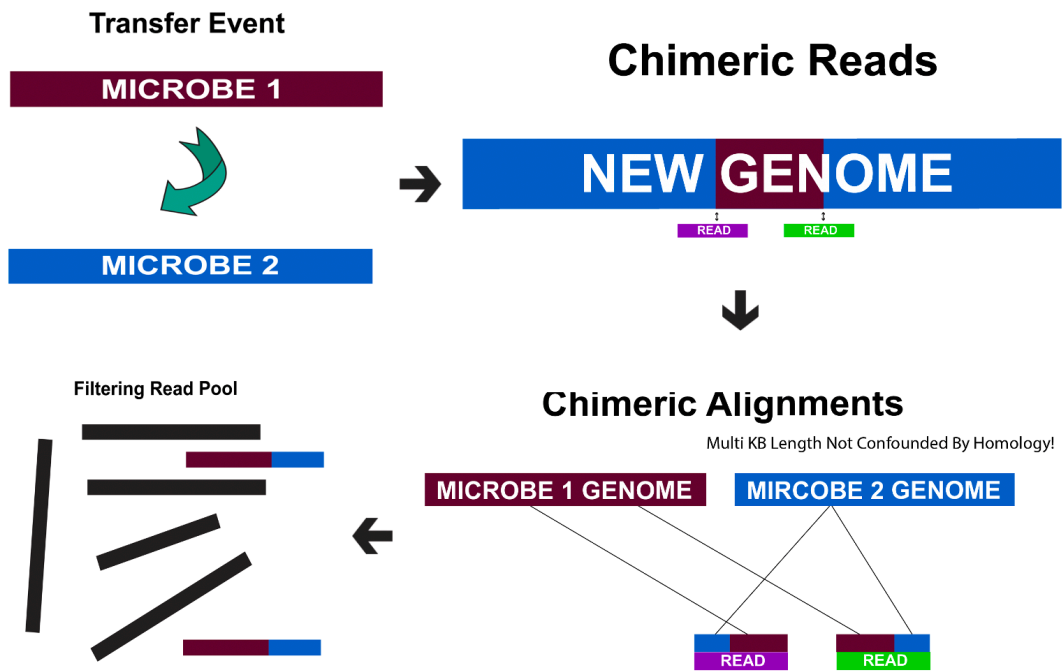 Transfer Event
MICROBE 1
MICROBE 2
Chimeric Reads
NEW GENOME
READ
READ
Chimeric Alignments
Multi KB Length Not Confounded By Homology!
MICROBE 1 GENOME
MIRCOBE 2 GENOME
READ
READ
Filtering Read Pool